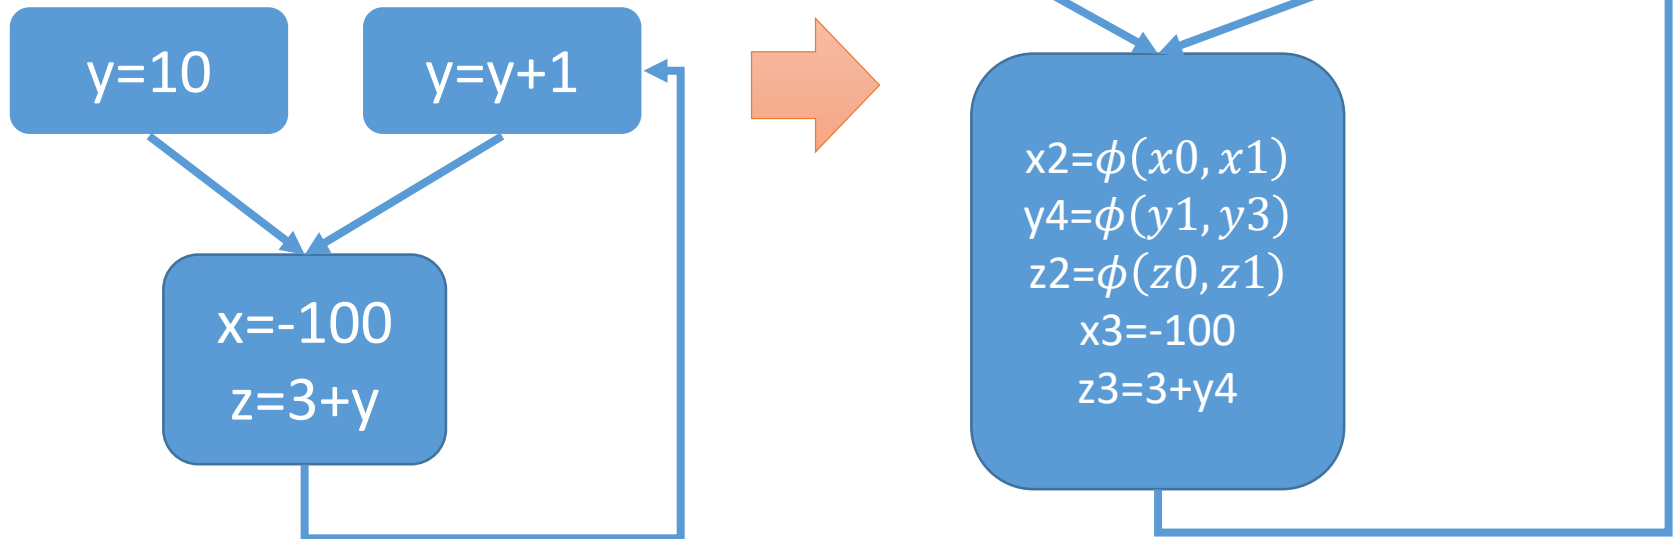 y=10
y=y+1
x=-100
z=3+y
x2=𝜙(𝑥0, 𝑥1)
y4=𝜙(𝑦1, 𝑦3)
z2=𝜙(𝑧0, 𝑧1)
x3=-100
z3=3+y4